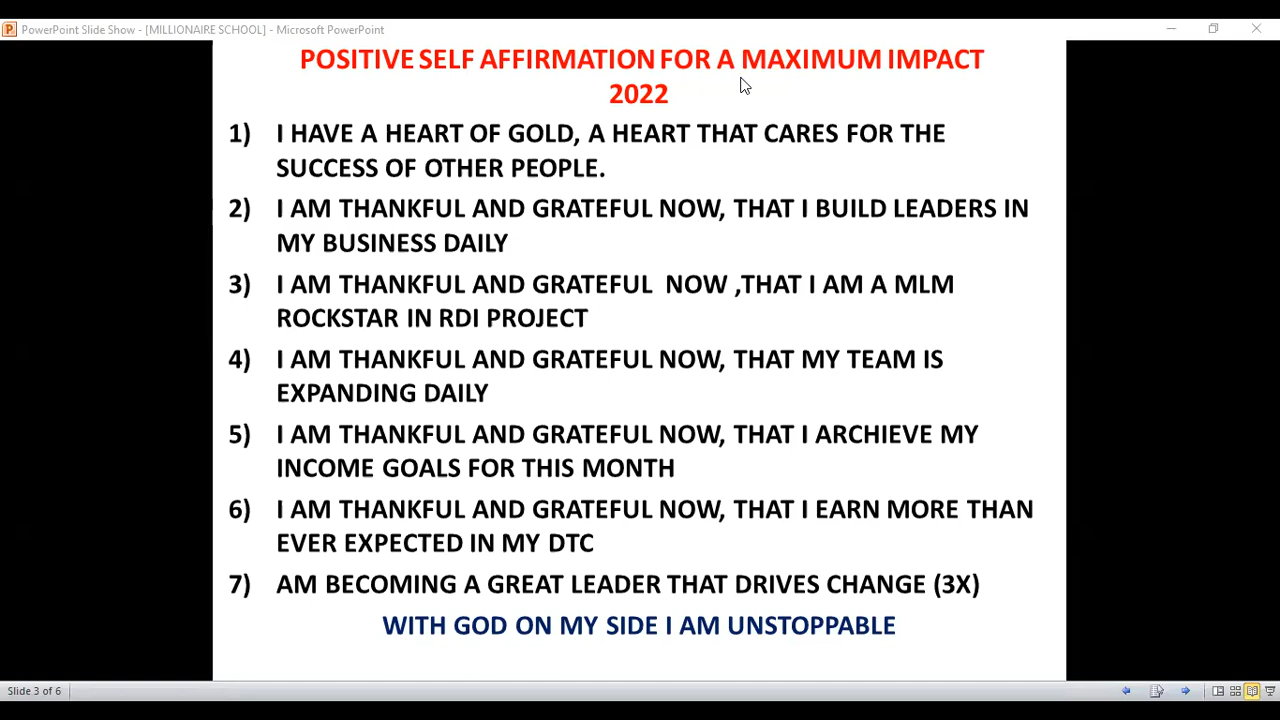 PowerPoint Slide Show - [MILLIONAIRE SCHOOL] - Microsoft PowerPoint
POSITIVE SELF AFFIRMATION FOR A MAXIMUM IMPACT
2022
1) I HAVE A HEART OF GOLD, A HEART THAT CARES FOR THE
SUCCESS OF OTHER PEOPLE.
2) I AM THANKFUL AND GRATEFUL NOW, THAT I BUILD LEADERS IN
MY BUSINESS DAILY
3) I AM THANKFUL AND GRATEFUL  NOW ,THAT I AM A MLM
ROCKSTAR IN RDI PROJECT
4) I AM THANKFUL AND GRATEFUL NOW, THAT MY TEAM IS
EXPANDING DAILY
5) I AM THANKFUL AND GRATEFUL NOW, THAT I ARCHIEVE MY
INCOME GOALS FOR THIS MONTH
6) I AM THANKFUL AND GRATEFUL NOW, THAT I EARN MORE THAN
EVER EXPECTED IN MY DTC
7) AM BECOMING A GREAT LEADER THAT DRIVES CHANGE (3X)
WITH GOD ON MY SIDE I AM UNSTOPPABLE
Slide 3 of 6